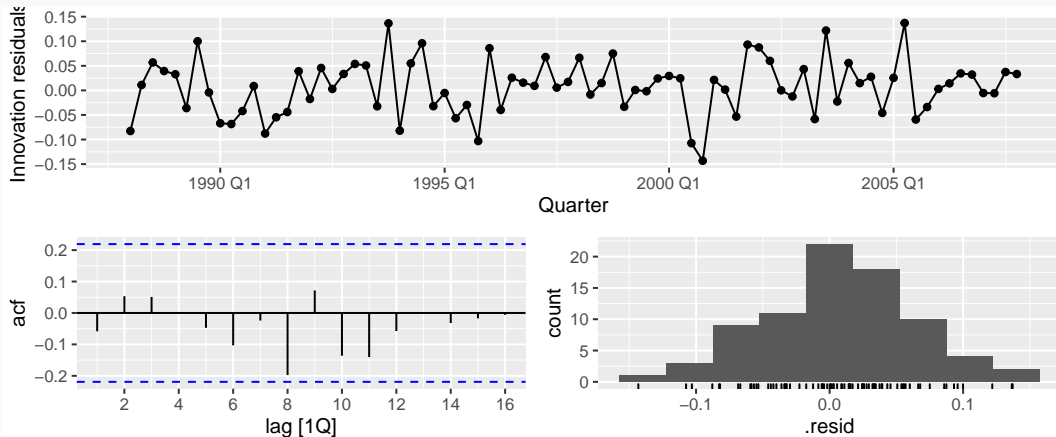 Innovation residuals
0.15
0.10
0.05
0.00
−0.05
−0.10
−0.15
1990 Q1 1995 Q1 2000 Q1 2005 Q1
Quarter
acf
0.2
0.1
0.0
−0.1
−0.2
2 4 6 8 10 12 14 16
lag [1Q]
count
20
15
10
5
0
−0.1 0.0 0.1
.resid